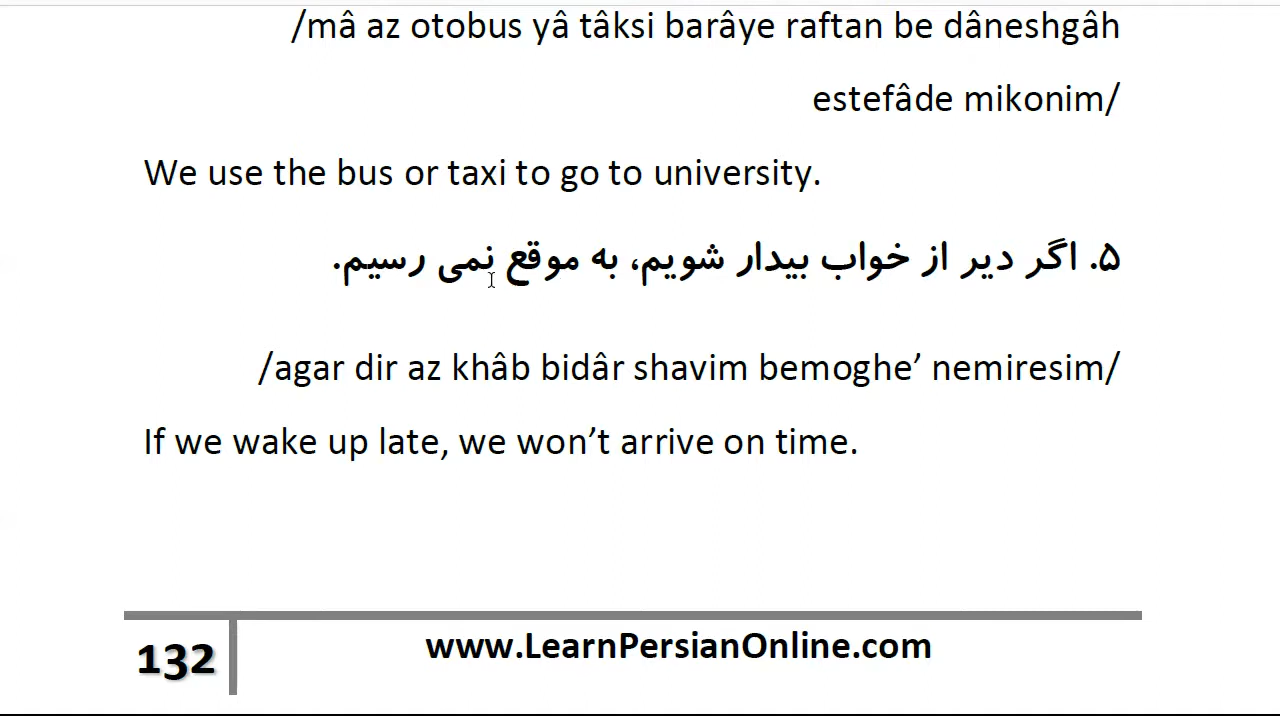 /mâ az otobus yâ tâksi barâye raftan be dâneshgâh
estefâde mikonim/
We use the bus or taxi to go to university.
۵. اگر دیر از خواب بیدار شویم، به موقع نمی رسیم.
/agar dir az khâb bidâr shavim bemoghe’ nemiresim/
If we wake up late, we won’t arrive on time.
132
www.LearnPersianOnline.com